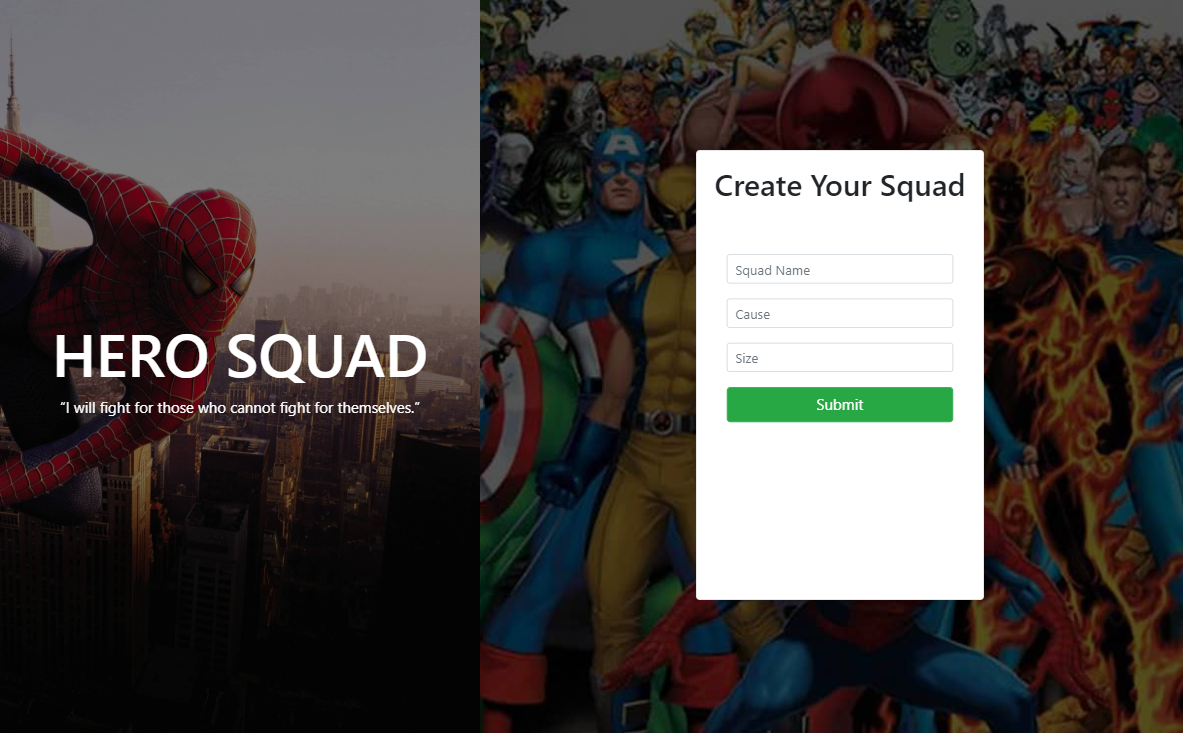 HERO SQUAD
“I will fight for those who cannot fight for themselves.”
Create Your Squad
Squad Name
Cause
Size
Submit